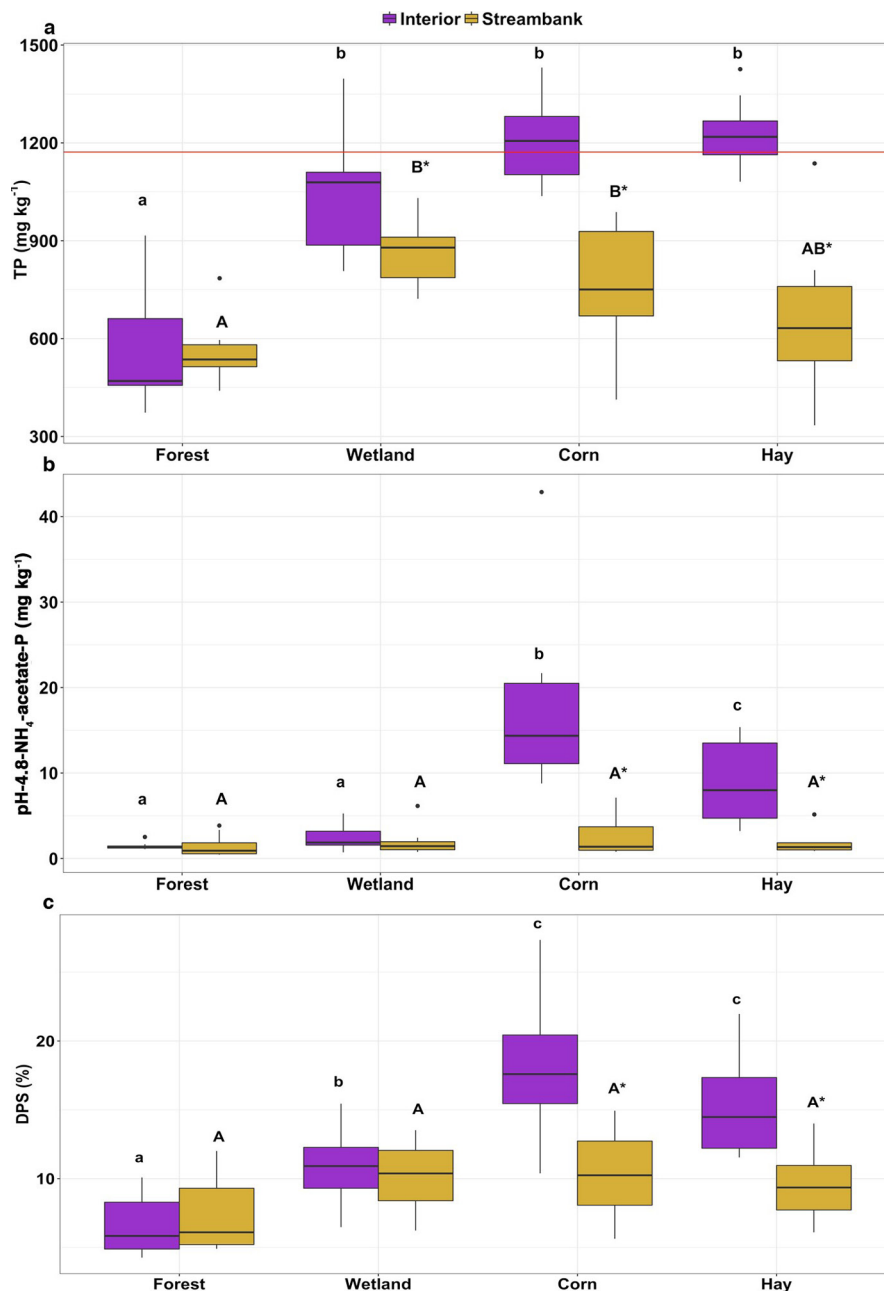 Interior Streambank
a
1500
1200
900
600
300
TP (mg kg⁻¹)
a
A
b
B*
b
B*
b
AB*
Forest Wetland Corn Hay
b
40
30
20
10
0
pH-4.8-NH₄-acetate-P (mg kg⁻¹)
a
A
a
A
b
A*
c
A*
Forest Wetland Corn Hay
c
20
10
DPS (%)
a
A
b
A
c
A*
c
A*
Forest Wetland Corn Hay